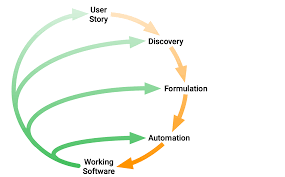 User
Story
Discovery
Formulation
Automation
Working
Software